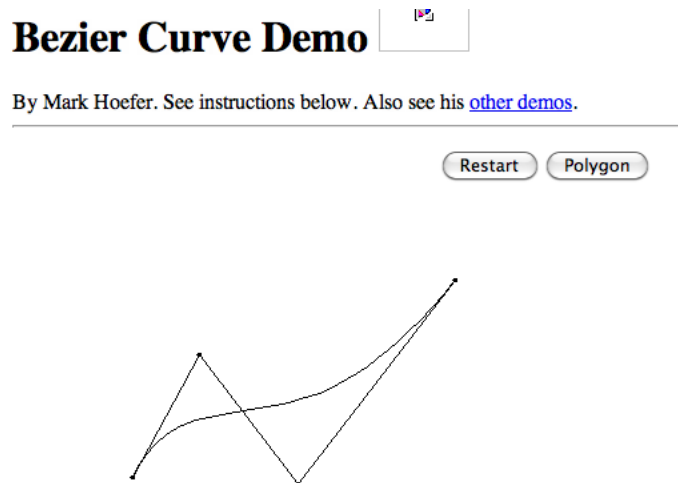 Bezier Curve Demo
By Mark Hoefer. See instructions below. Also see his other demos.
Restart Polygon